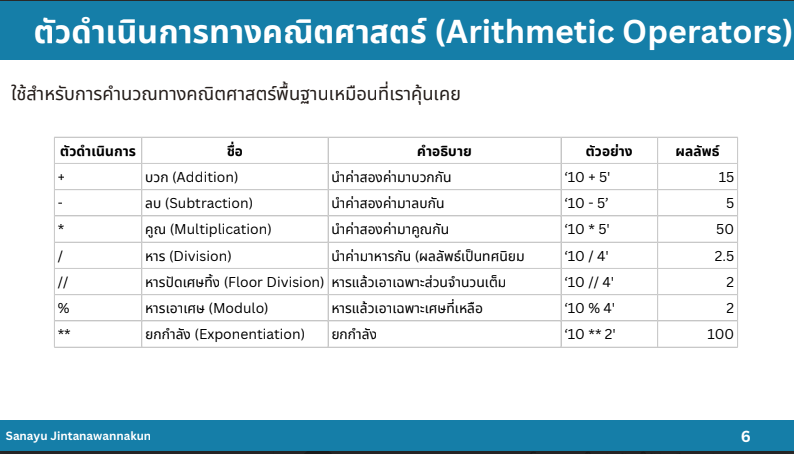 ตัวดำเนินการทางคณิตศาสตร์ (Arithmetic Operators)
ใช้สำหรับการคำนวณทางคณิตศาสตร์พื้นฐานเหมือนที่เราคุ้นเคย
ตัวดำเนินการ ชื่อ คำอธิบาย ตัวอย่าง ผลลัพธ์
+ บวก (Addition) นำค่าสองค่ามาบวกกัน ‘10 + 5' 15
- ลบ (Subtraction) นำค่าสองค่ามาลบกัน ‘10 - 5’ 5
* คูณ (Multiplication) นำค่าสองค่ามาคูณกัน ‘10 * 5' 50
/ หาร (Division) นำค่ามาหารกัน (ผลลัพธ์เป็นทศนิยม ‘10 / 4' 2.5
// หารปัดเศษทิ้ง (Floor Division) หารแล้วเอาเฉพาะส่วนจำนวนเต็ม ‘10 // 4' 2
% หารเอาเศษ (Modulo) หารแล้วเอาเฉพาะเศษที่เหลือ ‘10 % 4' 2
** ยกกำลัง (Exponentiation) ยกกำลัง ‘10 ** 2' 100
Sanayu Jintanawannakun 6